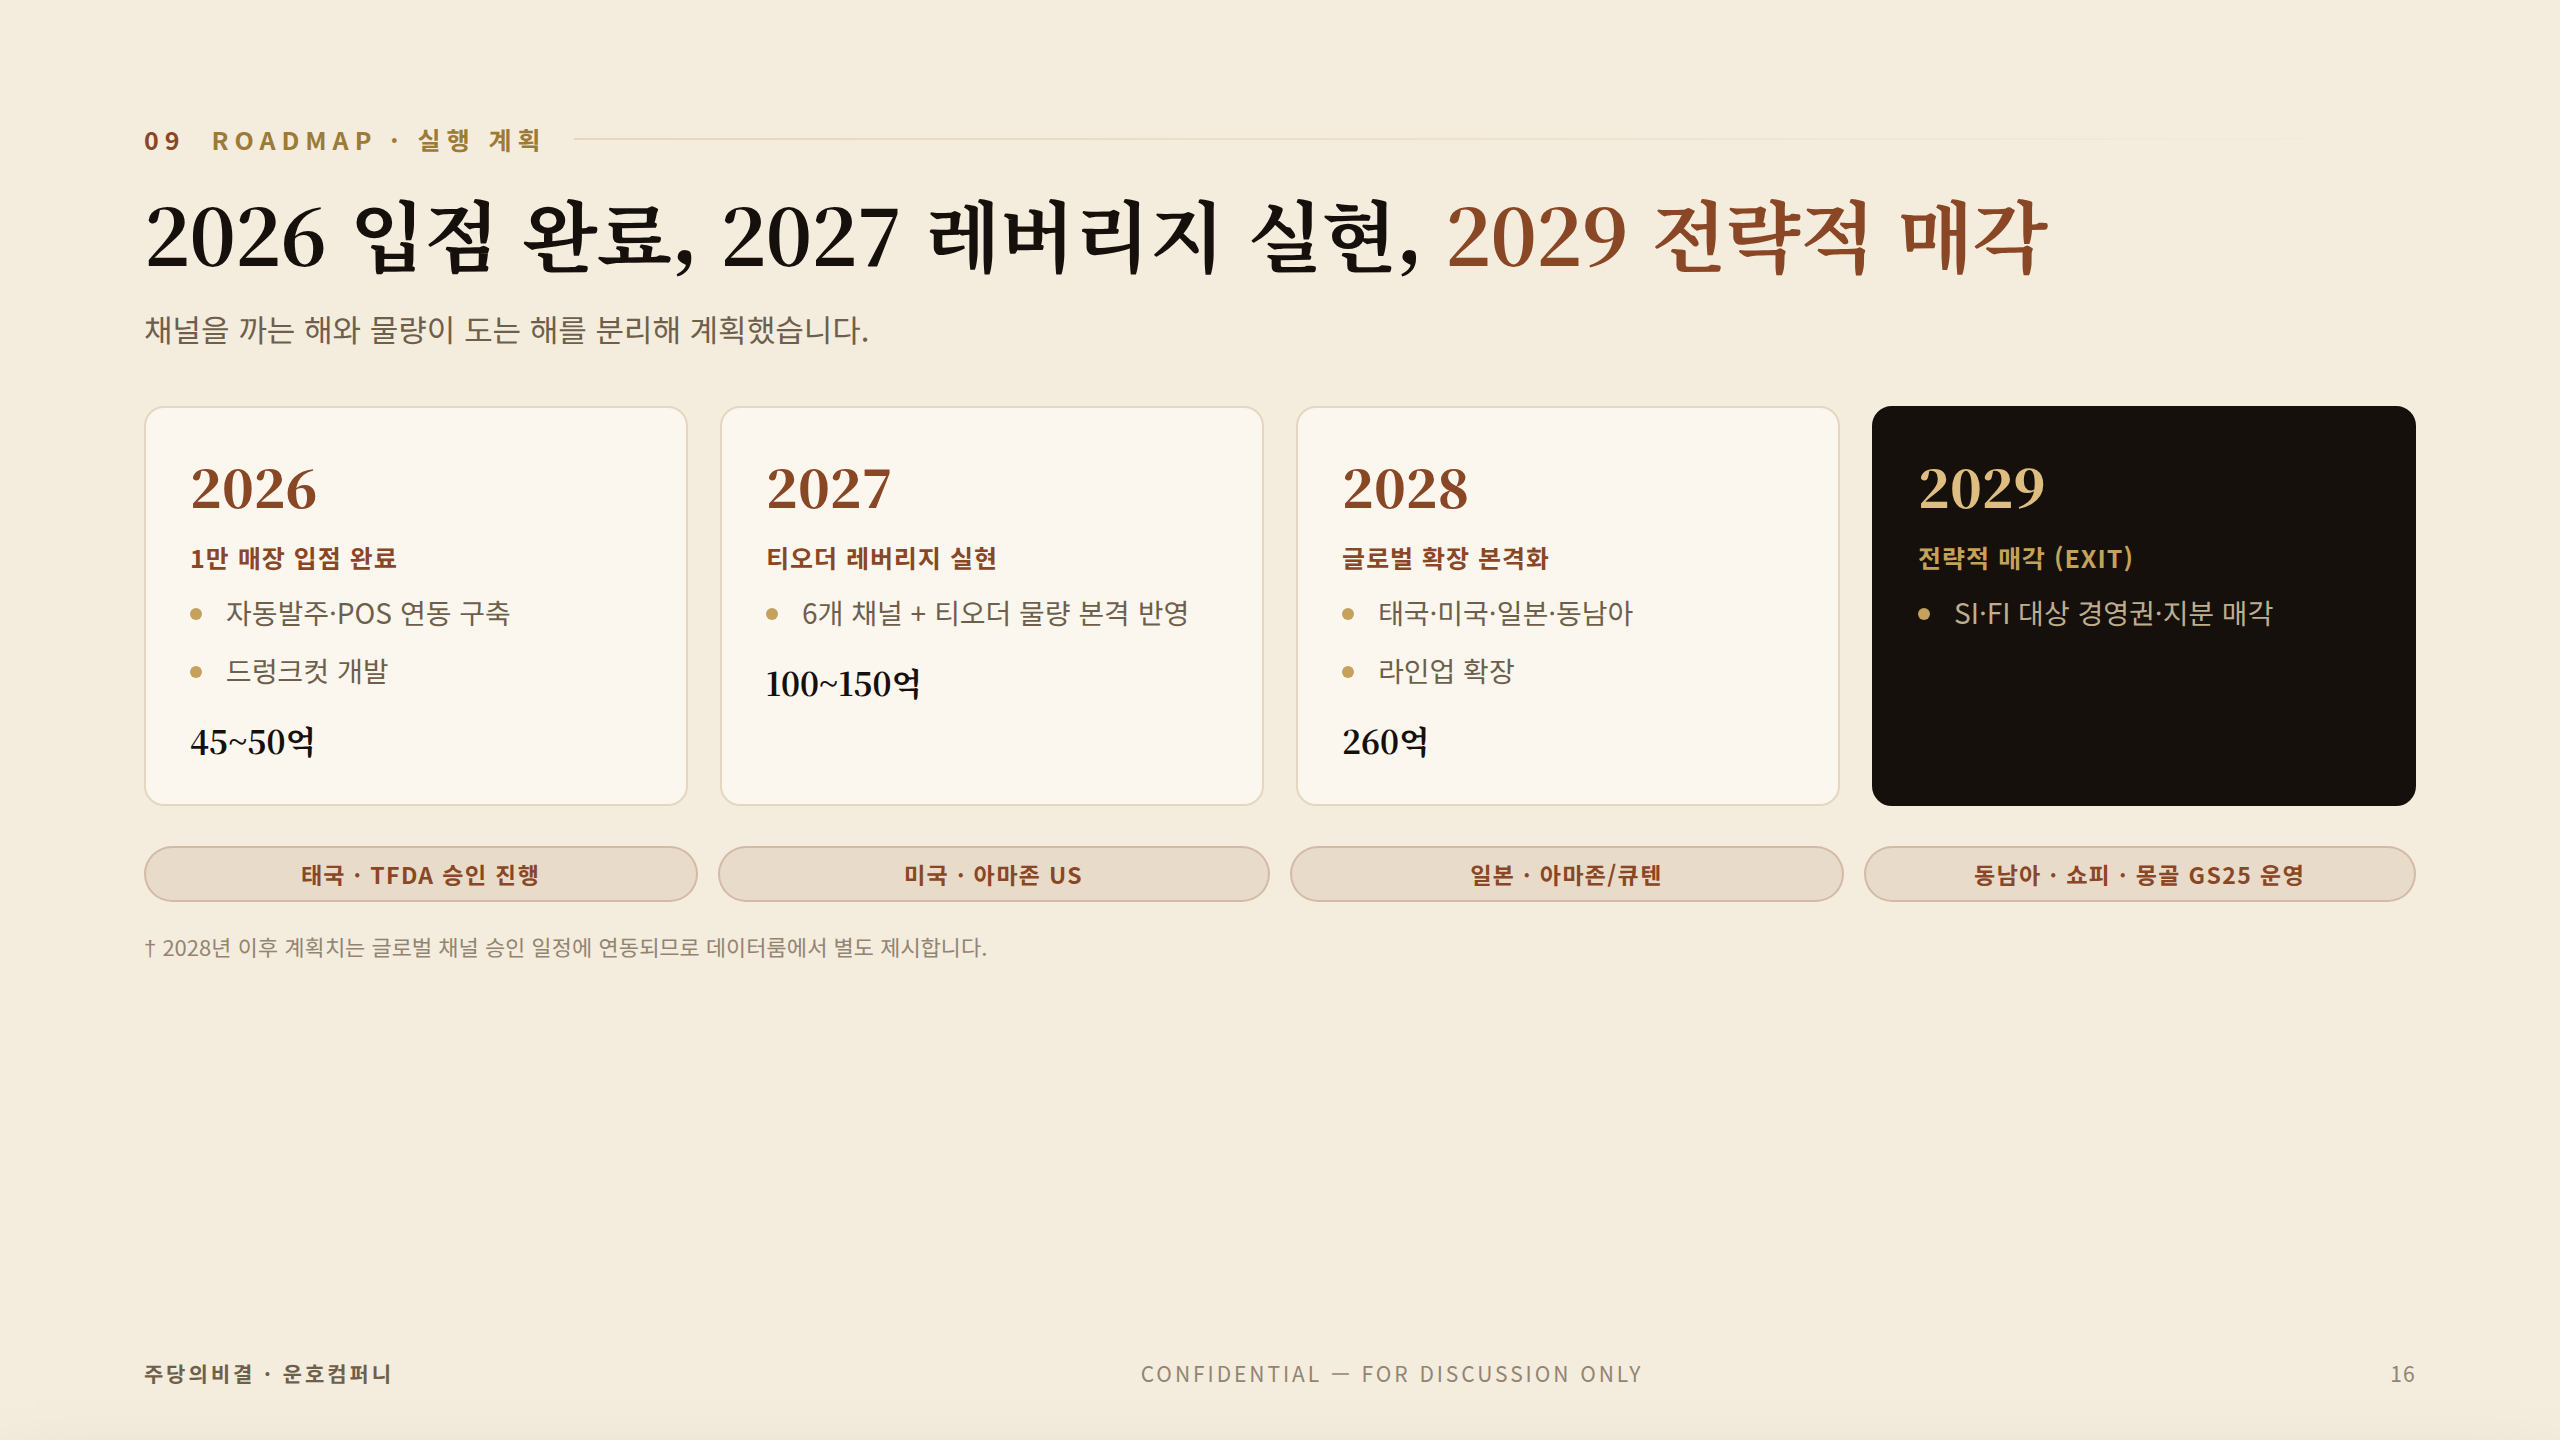 09 ROADMAP · 실행 계획
2026 입점 완료, 2027 레버리지 실현, 2029 전략적 매각
채널을 까는 해와 물량이 도는 해를 분리해 계획했습니다.
2026
1만 매장 입점 완료
자동발주·POS 연동 구축
드렁크컷 개발
45~50억
2027
티오더 레버리지 실현
6개 채널 + 티오더 물량 본격 반영
100~150억
2028
글로벌 확장 본격화
태국·미국·일본·동남아
라인업 확장
260억
2029
전략적 매각 (EXIT)
SI·FI 대상 경영권·지분 매각
태국 · TFDA 승인 진행
미국 · 아마존 US
일본 · 아마존/큐텐
동남아 · 쇼피 · 몽골 GS25 운영
† 2028년 이후 계획치는 글로벌 채널 승인 일정에 연동되므로 데이터룸에서 별도 제시합니다.
주당의비결 · 운호컴퍼니
CONFIDENTIAL — FOR DISCUSSION ONLY
16